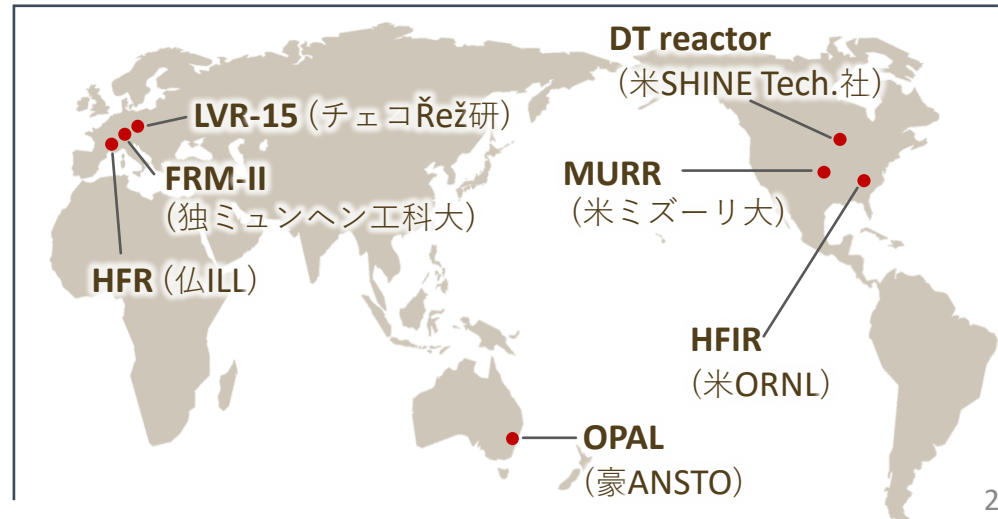 DT reactor
(米SHINE Tech.社)
LVR-15 (チェコŘež研)
FRM-II
(独ミュンヘン工科大)
MURR
(米ミズーリ大)
HFR (仏ILL)
HFIR
(米ORNL)
OPAL
(豪ANSTO)
2